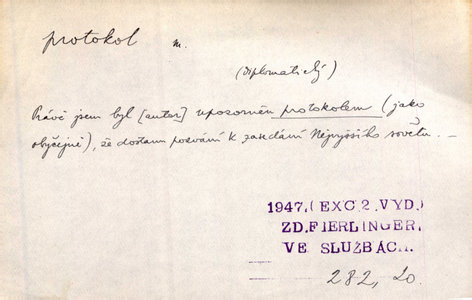 protokol m.
(diplomatický)
Právě jsem byl [autor] upozorněn protokolem (jako
obyčejně), že dostanu pozvání k zasedání Nejvyššího sovětu. –
1947.(EXC.2.VYD.)
ZD.FIERLINGER,
VE SLUŽBÁCH.
282, 20.